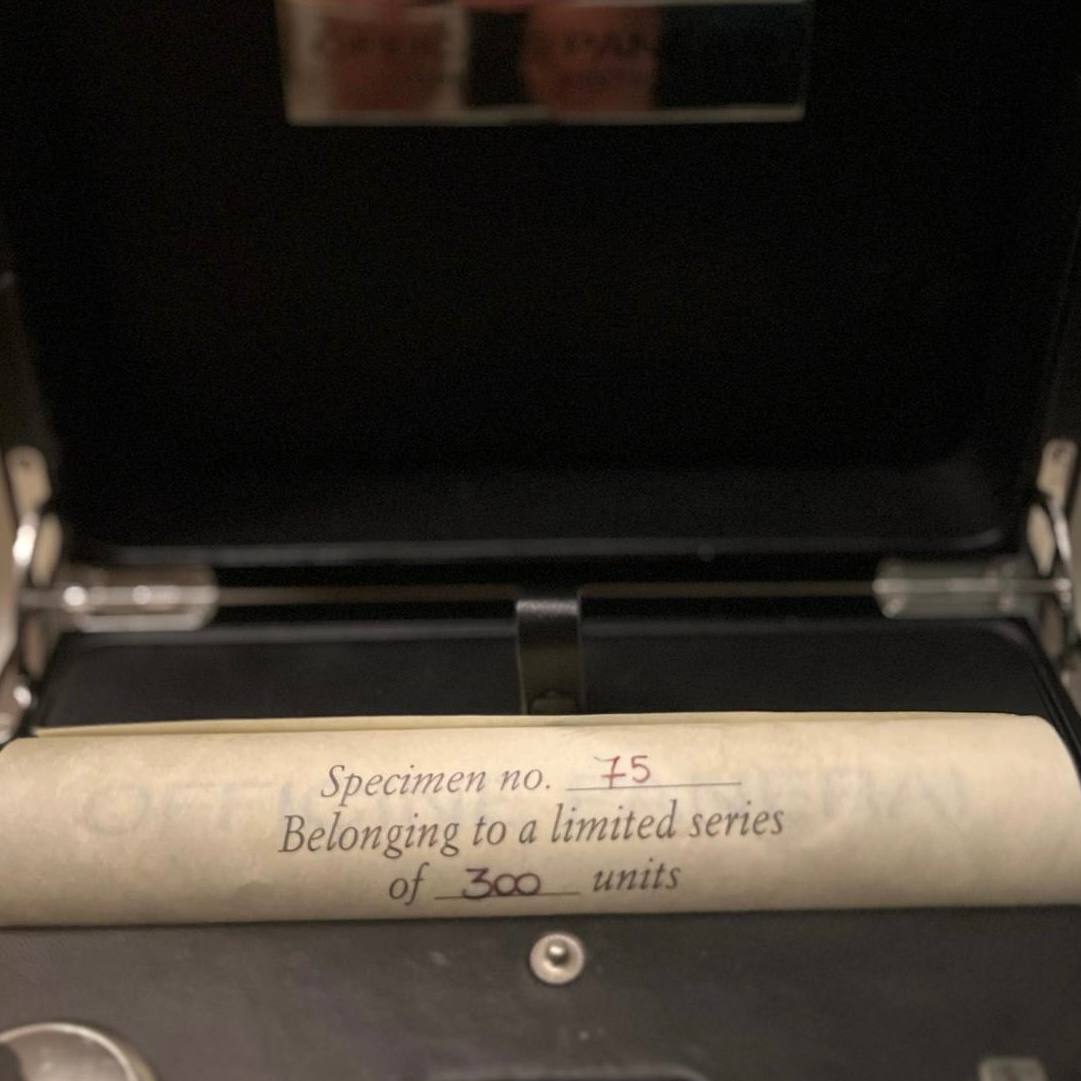 Specimen no. 75
Belonging to a limited series
of 300 units